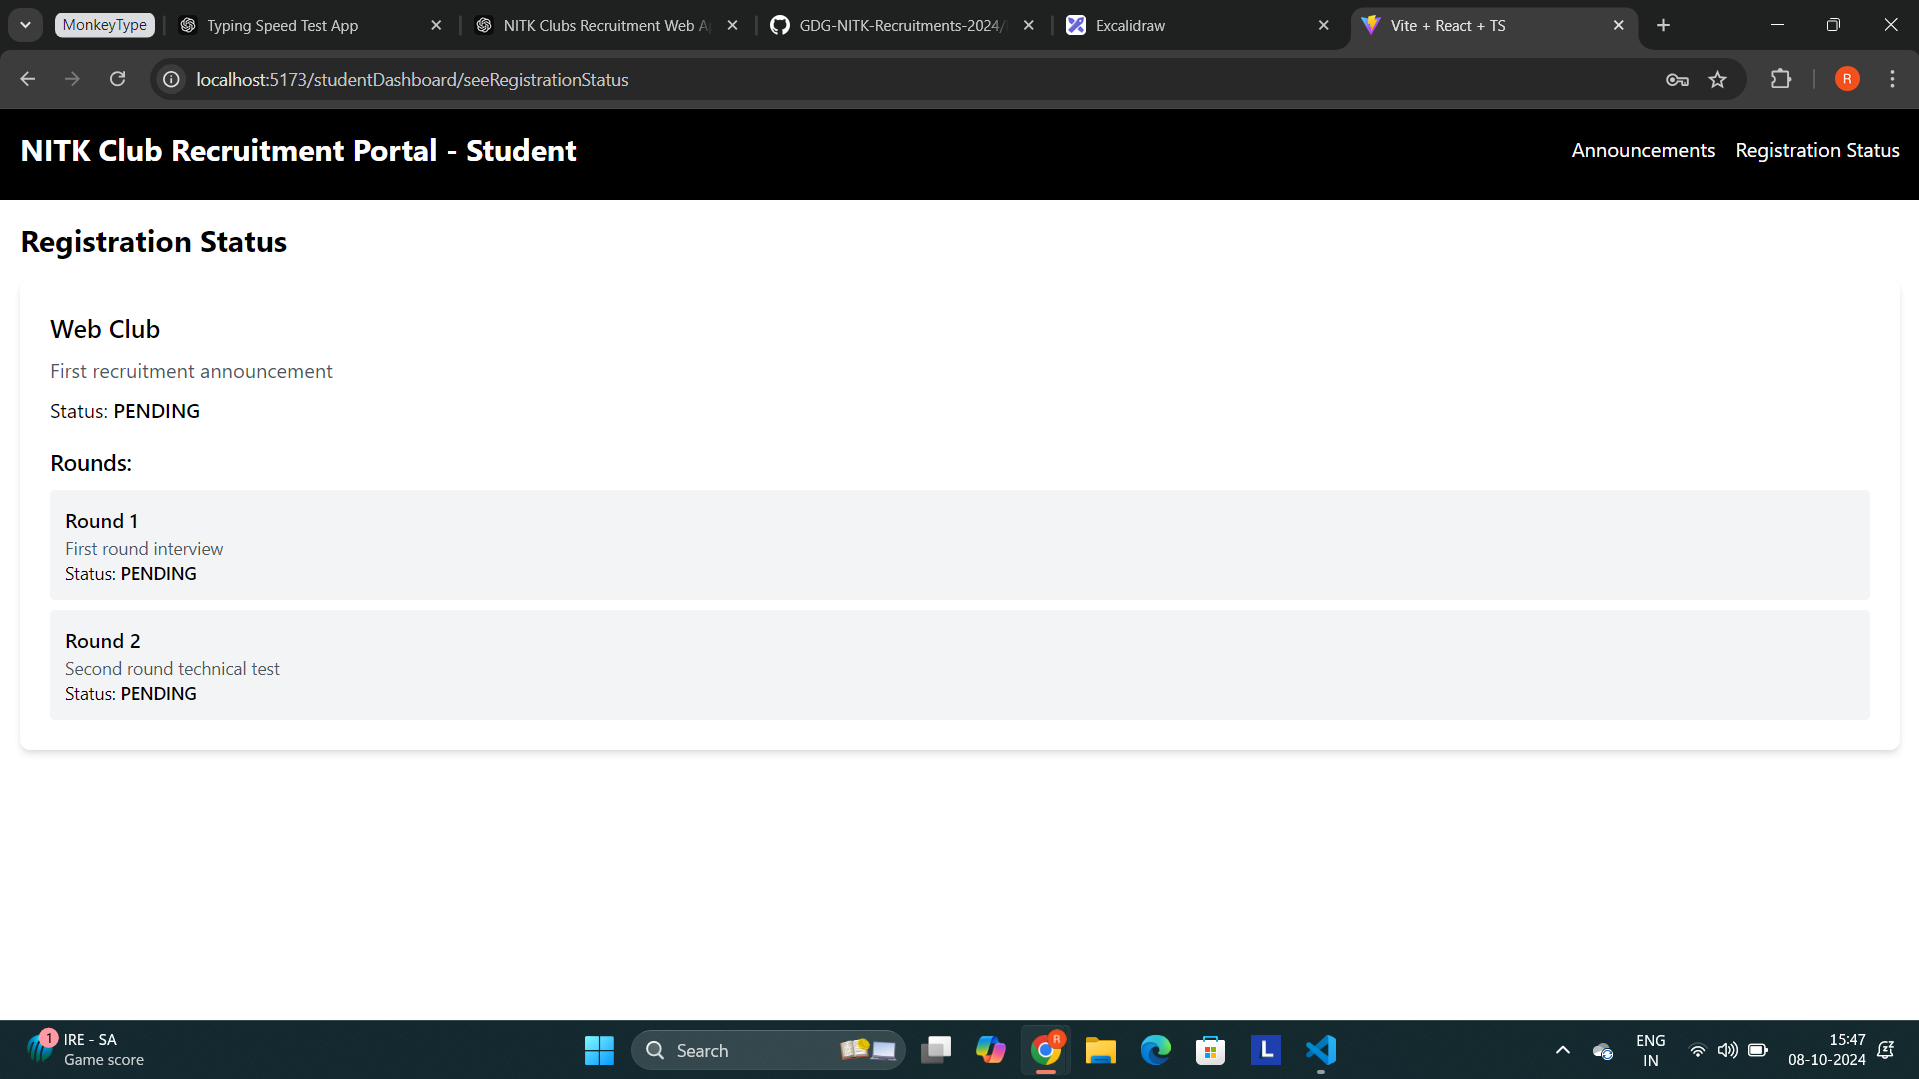 MonkeyType
Typing Speed Test App
NITK Clubs Recruitment Web A
GDG-NITK-Recruitments-2024/
Excalidraw
Vite + React + TS
localhost:5173/studentDashboard/seeRegistrationStatus
R
NITK Club Recruitment Portal - Student
Announcements
Registration Status
Registration Status
Web Club
First recruitment announcement
Status: PENDING
Rounds:
Round 1
First round interview
Status: PENDING
Round 2
Second round technical test
Status: PENDING
1
IRE - SA
Game score
Search
R
L
ENG
IN
15:47
08-10-2024